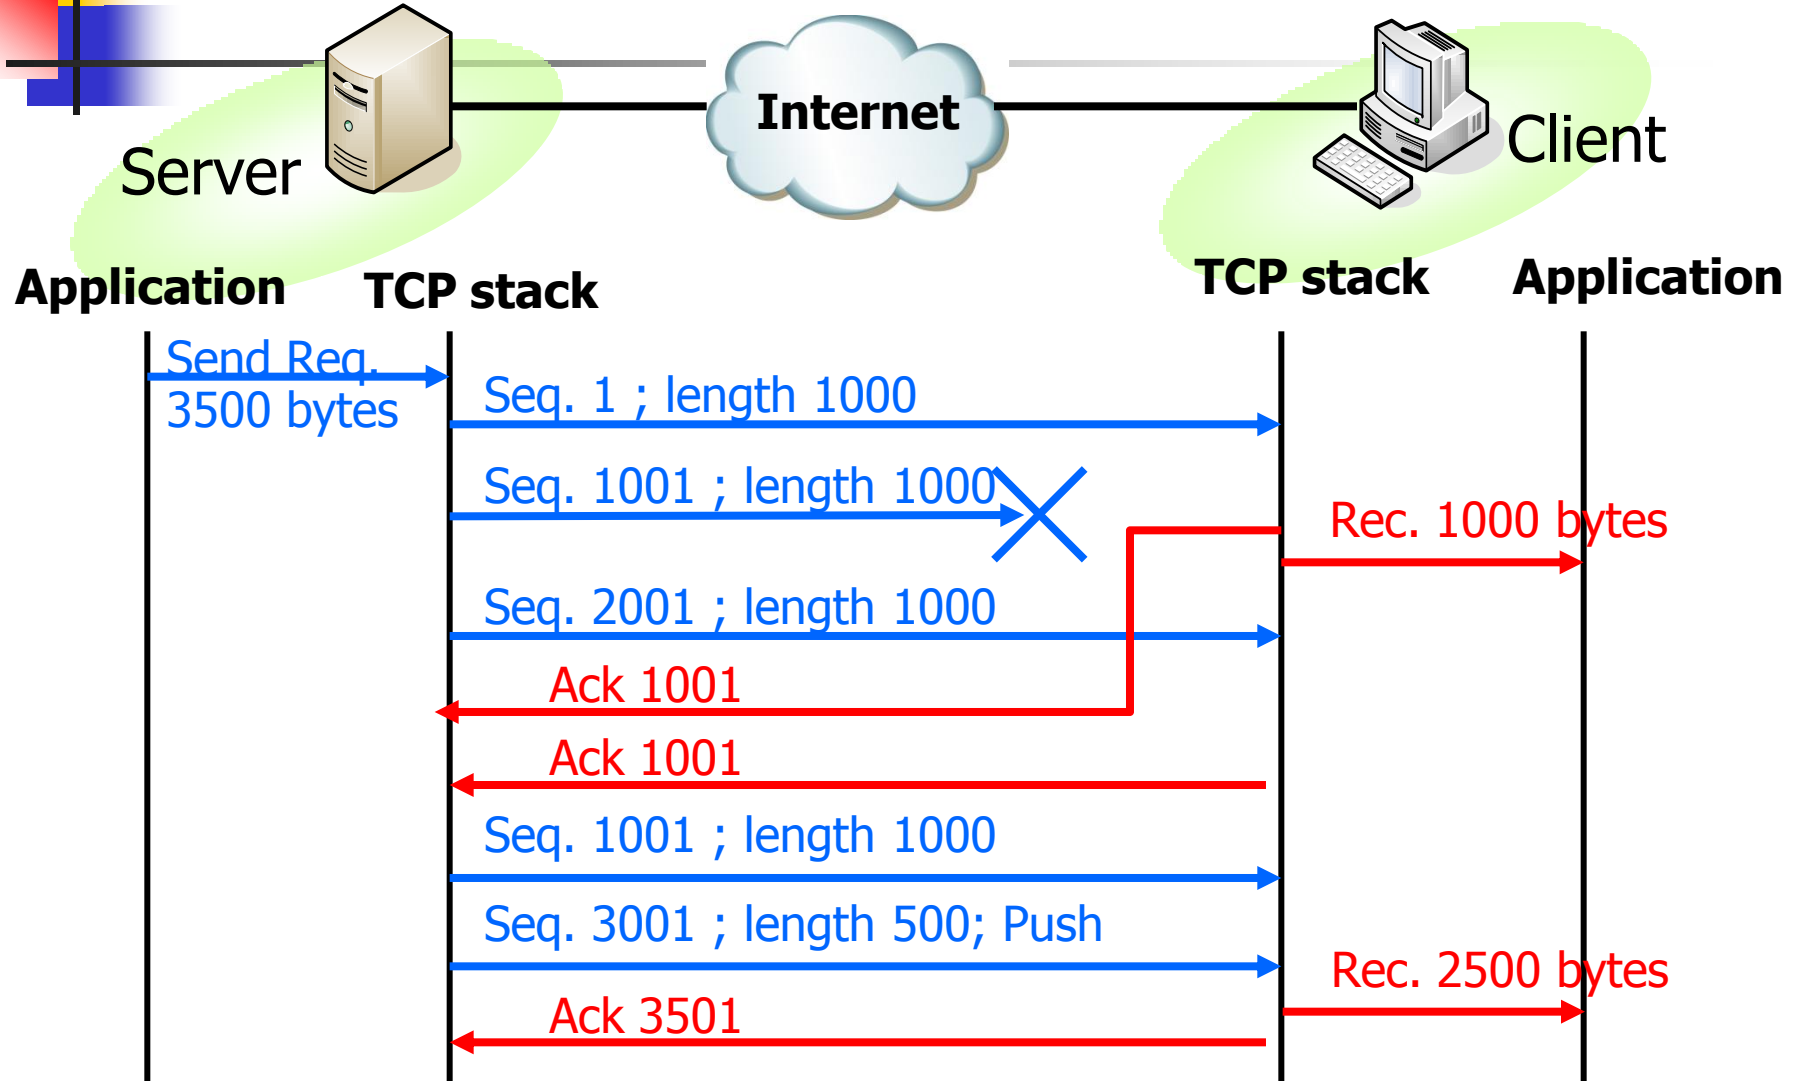 Internet
Server
Client
Application
TCP stack
TCP stack
Application
Send Req.
3500 bytes
Seq. 1 ; length 1000
Seq. 1001 ; length 1000
Rec. 1000 bytes
Seq. 2001 ; length 1000
Ack 1001
Ack 1001
Seq. 1001 ; length 1000
Seq. 3001 ; length 500; Push
Rec. 2500 bytes
Ack 3501